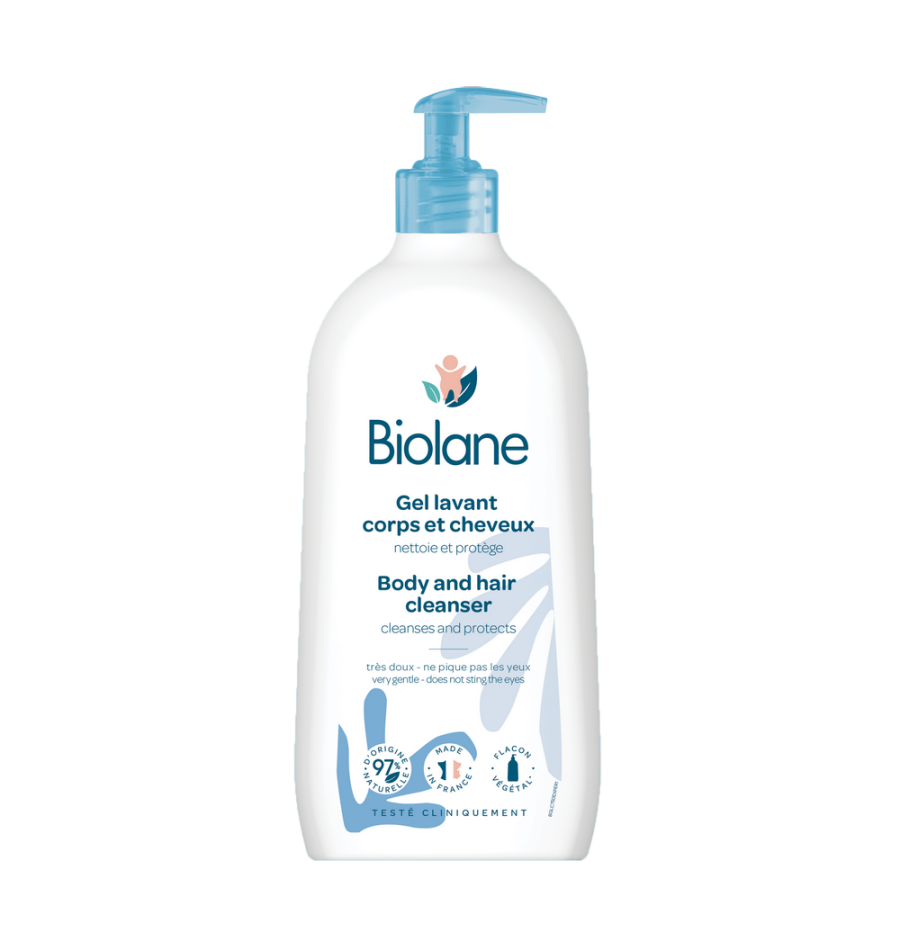 Biolane
Gel lavant
corps et cheveux
nettoie et protège
Body and hair
cleanser
cleanses and protects
très doux - ne pique pas les yeux
very gentle - does not sting the eyes
D'ORIGINE
97%
NATURELLE
MADE
IN FRANCE
FLACON
VÉGÉTAL
TESTÉ CLINIQUEMENT